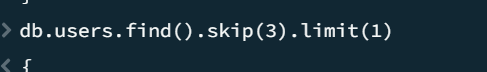 > db.users.find().skip(3).limit(1)
< {